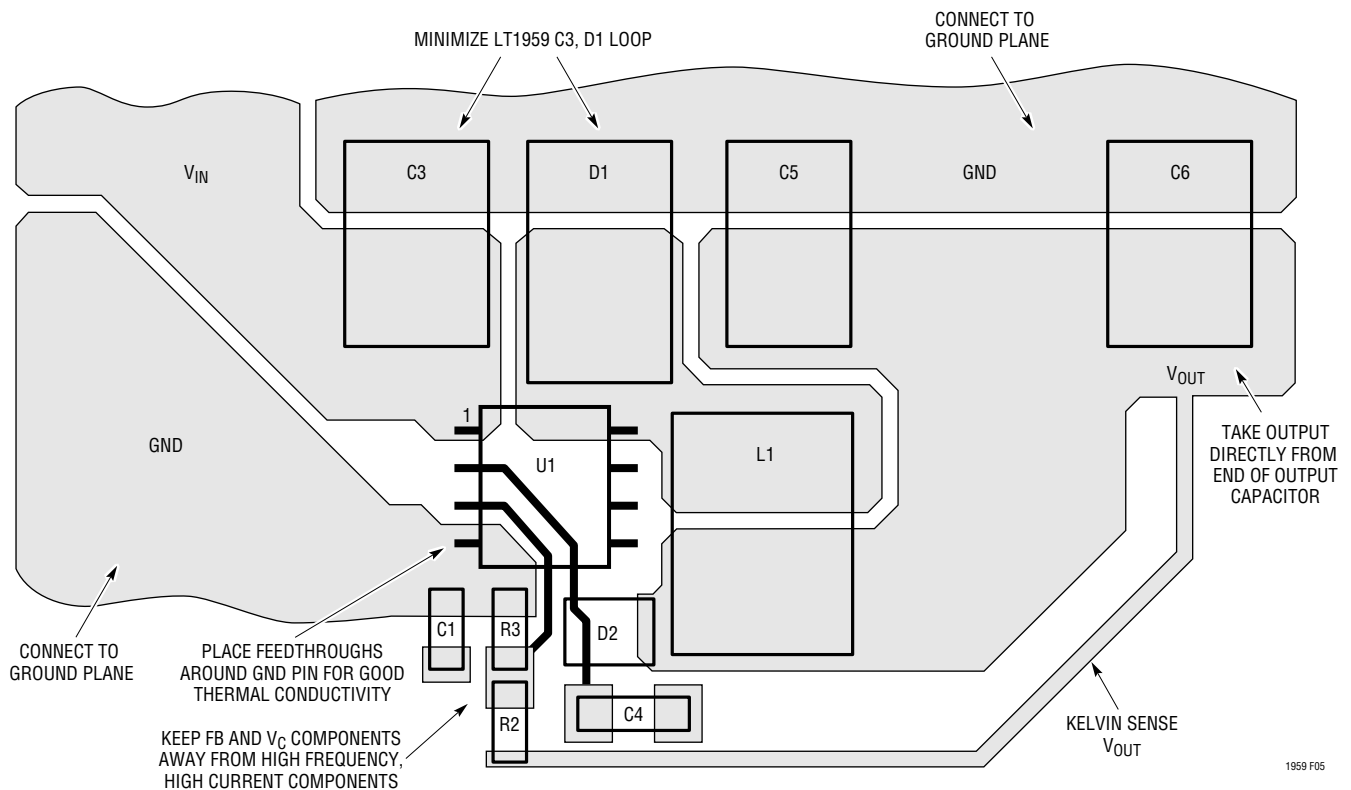 CONNECT TO
GROUND PLANE
MINIMIZE LT1959 C3, D1 LOOP
VIN
C3
D1
C5
GND
C6
VOUT
1
U1
L1
GND
TAKE OUTPUT
DIRECTLY FROM
END OF OUTPUT
CAPACITOR
C1
R3
D2
CONNECT TO
GROUND PLANE
PLACE FEEDTHROUGHS
AROUND GND PIN FOR GOOD
THERMAL CONDUCTIVITY
R2
C4
KEEP FB AND VC COMPONENTS
AWAY FROM HIGH FREQUENCY,
HIGH CURRENT COMPONENTS
KELVIN SENSE
VOUT
1959 F05